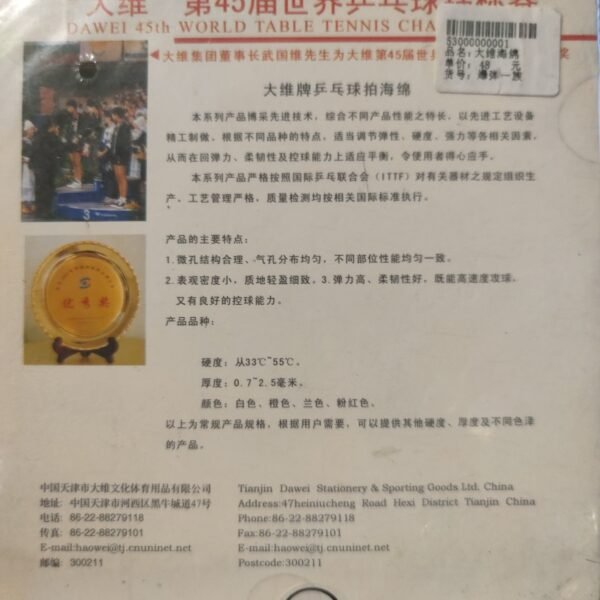 大维 第45届世界乒乓球锦标赛
DAWEI 45th WORLD TABLE TENNIS CHA
53000000001
品名:大维海绵
单价: 48 元
货号: 爆弹一族
大维集团董事长武国维先生为大维第45届世
奖
大维牌乒乓球拍海绵
本系列产品博采先进技术,综合不同产品性能之特长,以先进工艺设备
精工制做、根据不同品种的特点,适当调节弹性、硬度、强力等各相关因素,
从而在回弹力、柔韧性及控球能力上适应平衡,令使用者得心应手。
本系列产品严格按照国际乒乓联合会(ITTF)对有关器材之规定组织生
产、工艺管理严格,质量检测均按相关国际标准执行。
3
优秀奖
产品的主要特点:
1.微孔结构合理、气孔分布均匀,不同部位性能均匀一致。
2.表观密度小,质地轻盈细致。3.弹力高、柔韧性好,既能高速度攻球,
又有良好的控球能力。
产品品种:
硬度:从33℃~55℃。
厚度:0.7~2.5毫米。
颜色:白色、橙色、兰色、粉红色。
以上为常规产品规格,根据用户需要,可以提供其他硬度、厚度及不同色泽
的产品。
中国天津市大维文化体育用品有限公司
地址: 中国天津市河西区黑牛城道47号
电话: 86-22-88279118
传真: 86-22-88279101
E-mail:haowei@tj.cnuninet.net
邮编: 300211
Tianjin Dawei Stationery & Sporting Goods Ltd. China
Address:47heiniucheng Road Hexi District Tianjin China
Phone:86-22-88279118
Fax:86-22-88279101
E-mail:haowei@tj.cnuninet.net
Postcode:300211